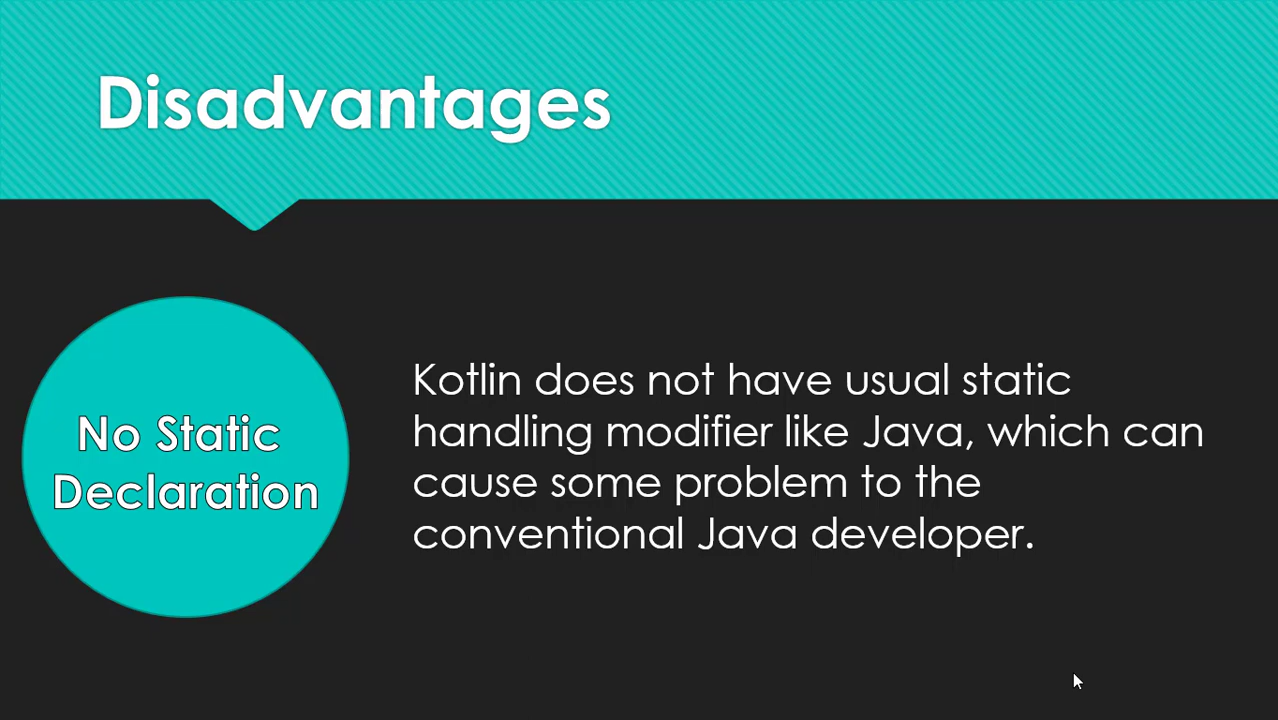 Disadvantages
No Static
Declaration
Kotlin does not have usual static
handling modifier like Java, which can
cause some problem to the
conventional Java developer.